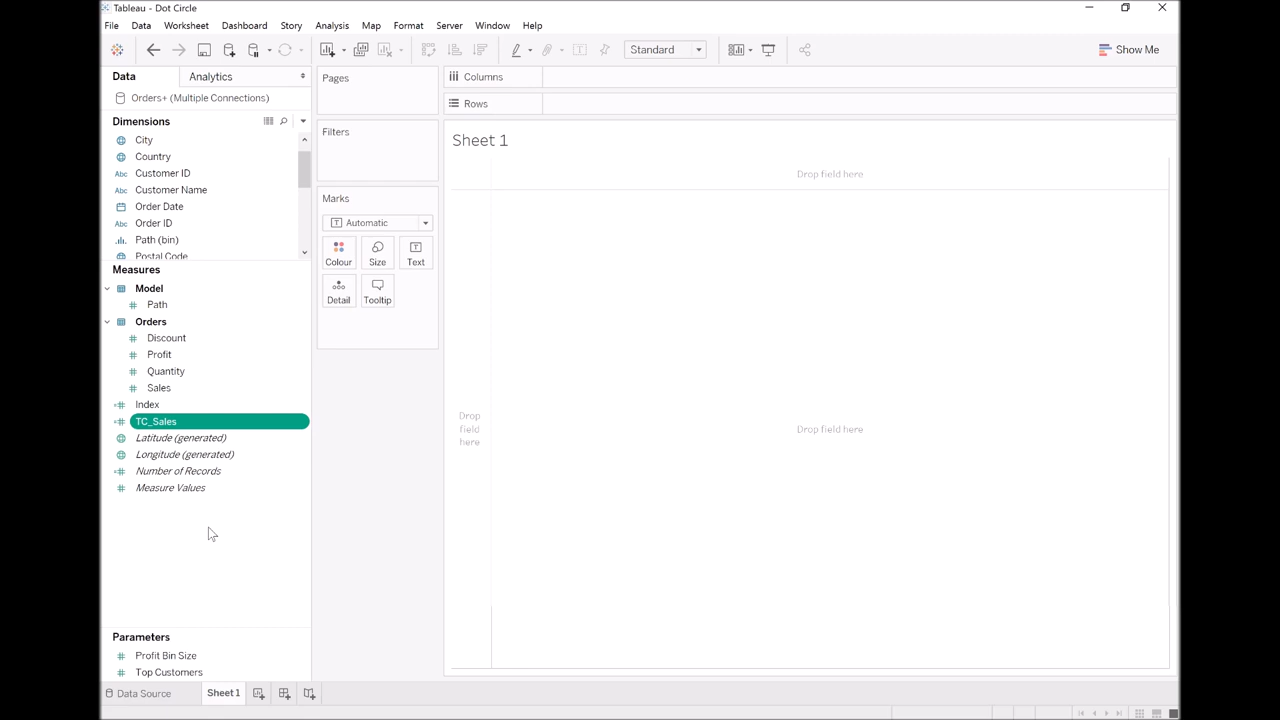 Tableau - Dot Circle
File Data Worksheet Dashboard Story Analysis Map Format Server Window Help
Standard
Show Me
Data
Analytics
Orders+ (Multiple Connections)
Dimensions
City
Country
Abc Customer ID
Abc Customer Name
Order Date
Abc Order ID
Path (bin)
Postal Code
Measures
Model
Path
Orders
Discount
Profit
Quantity
Sales
Index
TC_Sales
Latitude (generated)
Longitude (generated)
Number of Records
Measure Values
Parameters
Profit Bin Size
Top Customers
Pages
Filters
Marks
Automatic
Colour Size Text
Detail Tooltip
Columns
Rows
Sheet 1
Drop field here
Drop
field
here
Drop field here
Data Source
Sheet 1